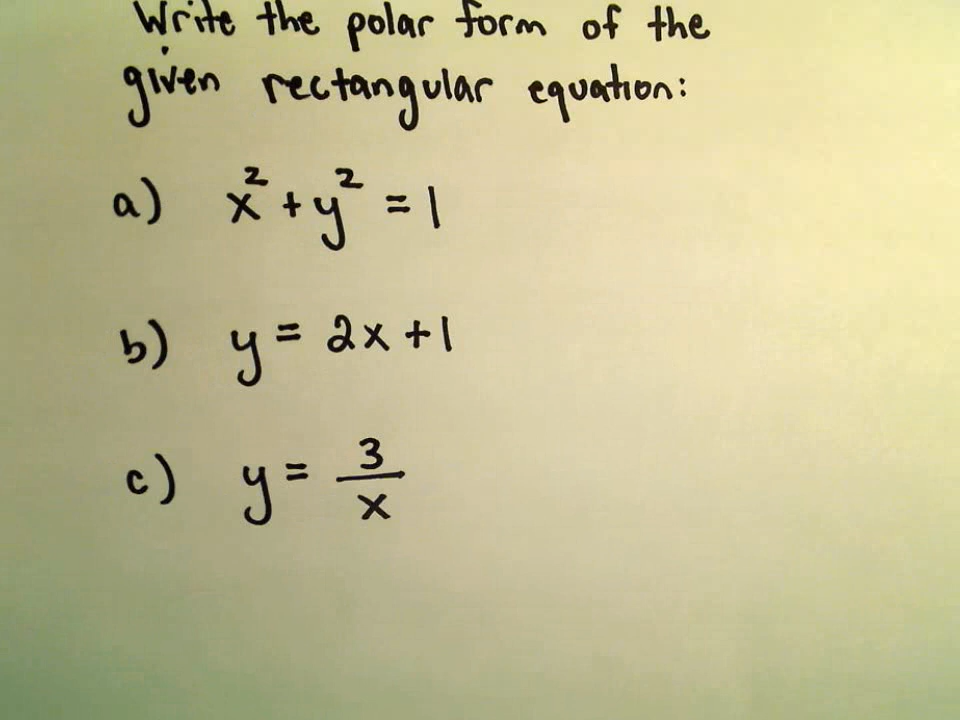 Write the polar form of the
given rectangular equation:
a) x² + y² = 1
b) y = 2x + 1
c) y = 3/x